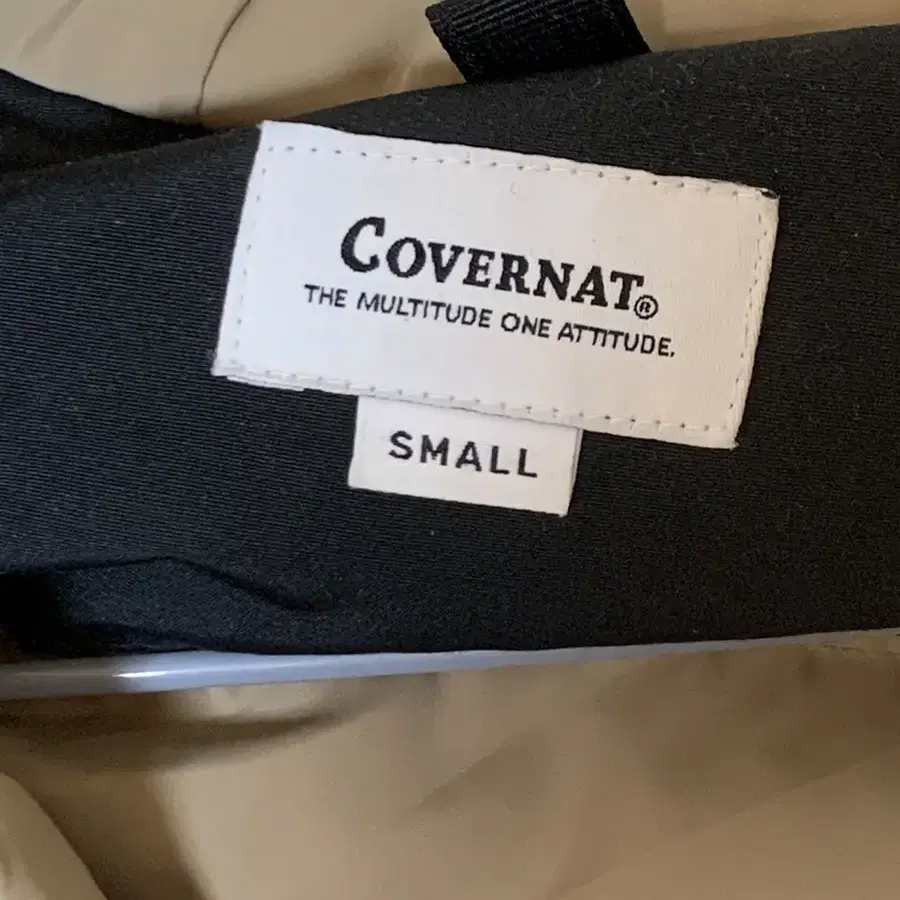 COVERNAT®
THE MULTITUDE ONE ATTITUDE.
SMALL